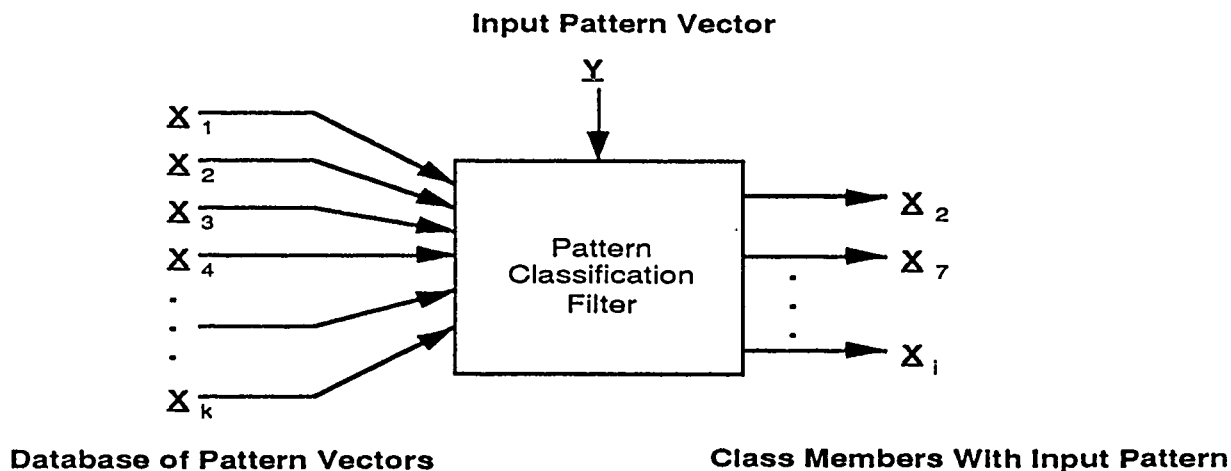 Input Pattern Vector
Y
X 1
X 2
X 3
X 4
.
.
.
X k
Pattern
Classification
Filter
X 2
X 7
.
.
.
X i
Database of Pattern Vectors
Class Members With Input Pattern